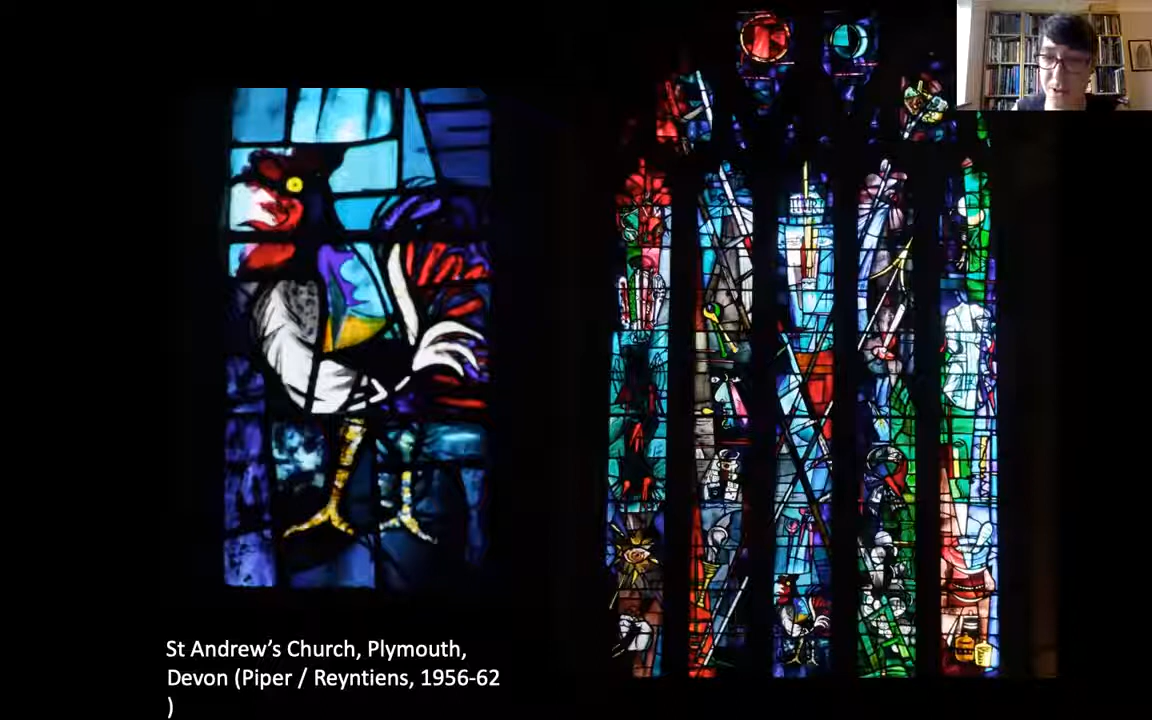 St Andrew’s Church, Plymouth,
Devon (Piper / Reyntiens, 1956-62
)